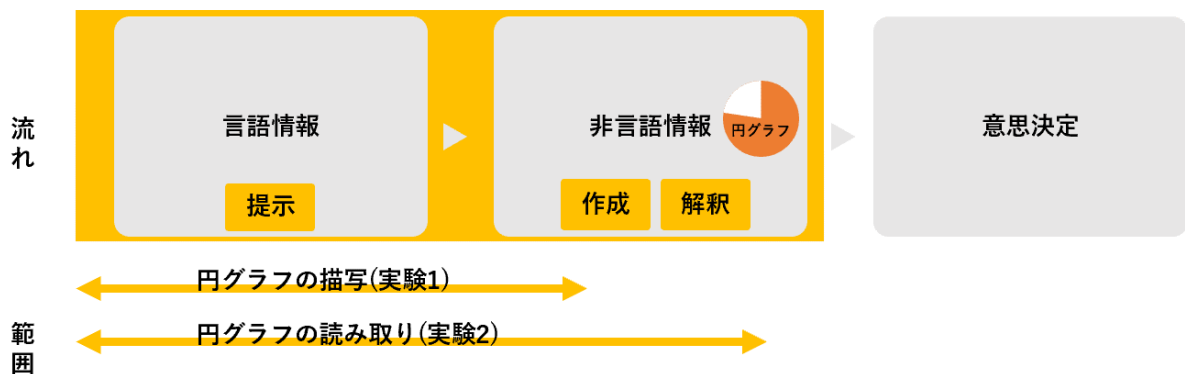 流れ
言語情報
提示
非言語情報
円グラフ
作成
解釈
意思決定
範囲
円グラフの描写(実験1)
円グラフの読み取り(実験2)